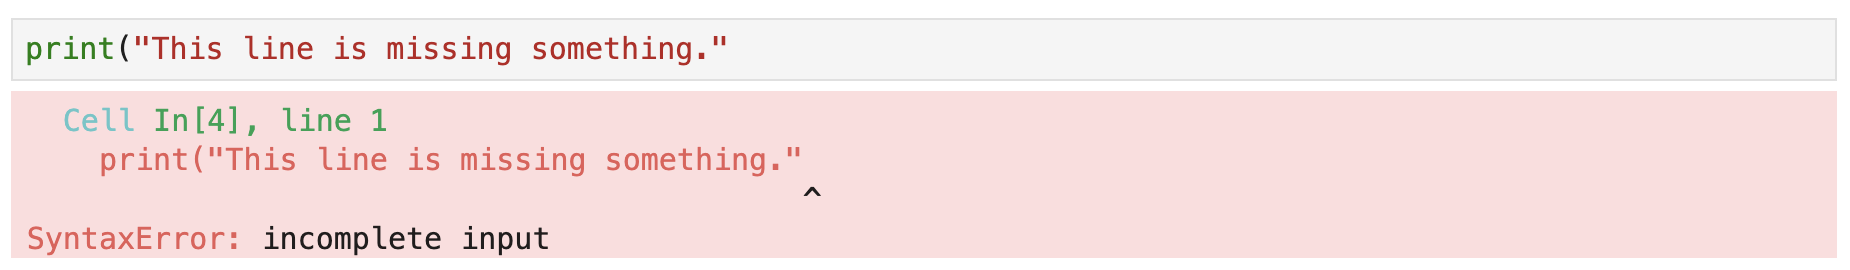 print("This line is missing something."
Cell In[4], line 1
print("This line is missing something."
^
SyntaxError: incomplete input